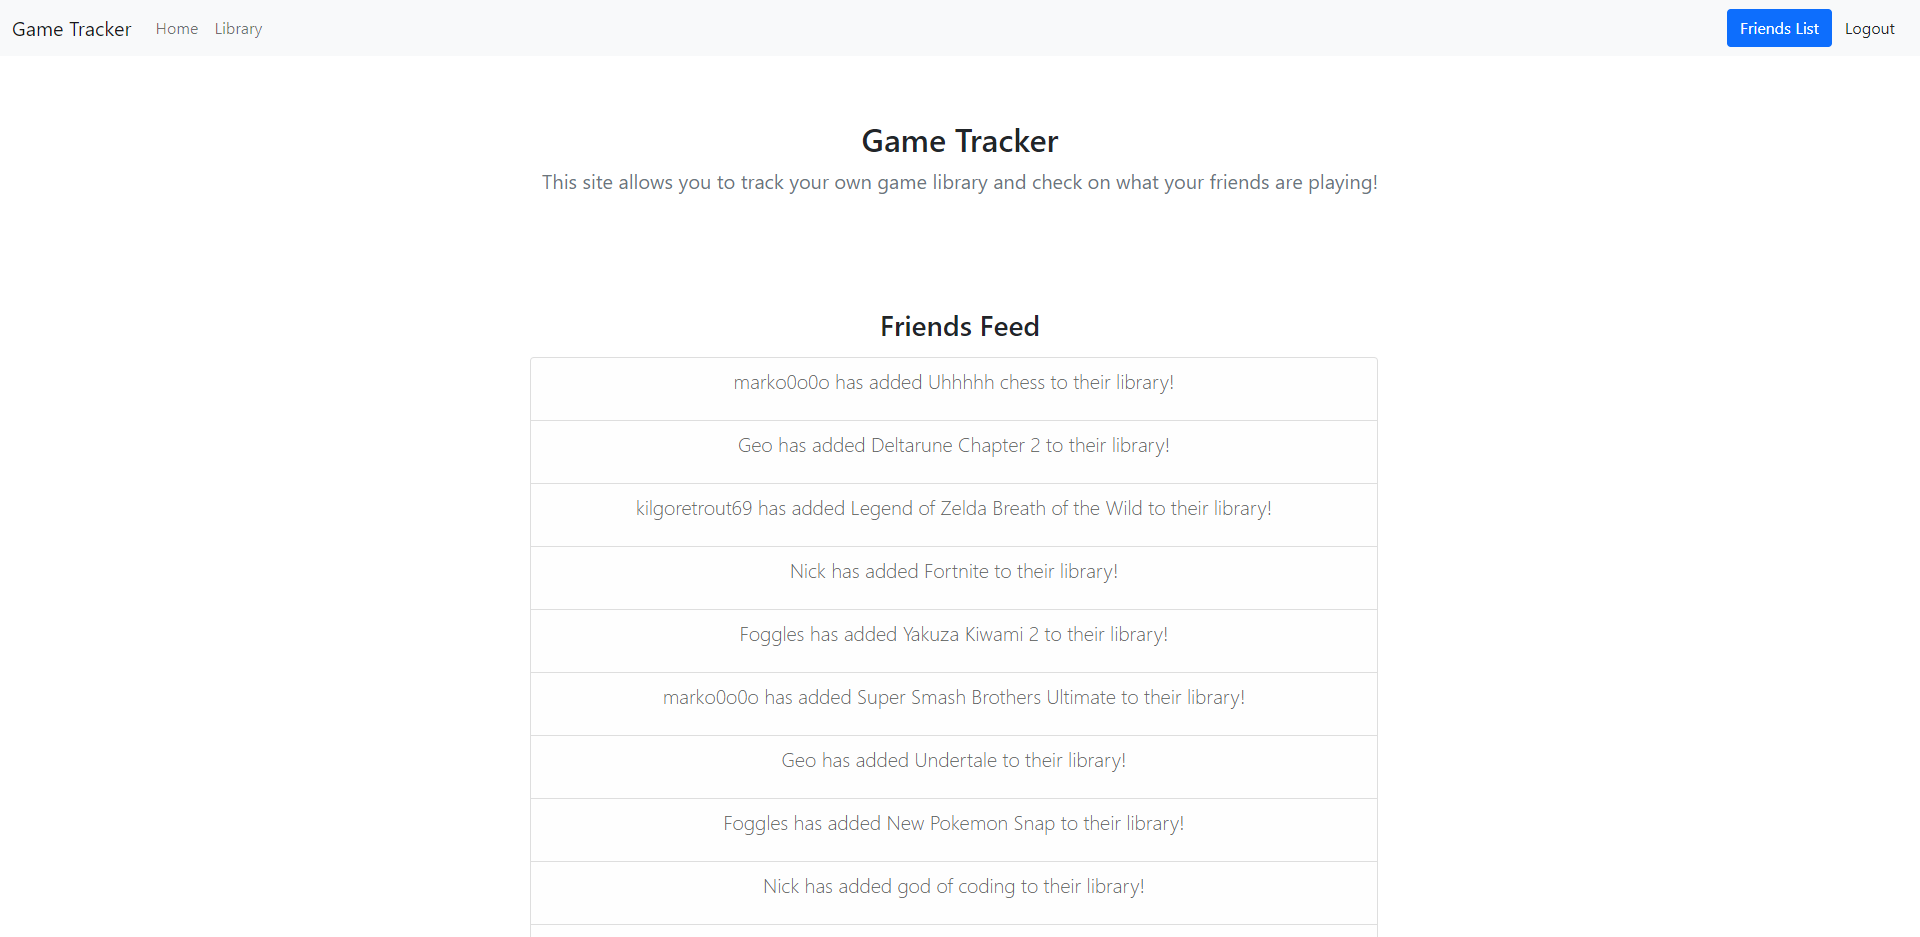 Game Tracker Home Library Friends List Logout
Game Tracker
This site allows you to track your own game library and check on what your friends are playing!
Friends Feed
marko0o0o has added Uhhhhh chess to their library!
Geo has added Deltarune Chapter 2 to their library!
kilgoretrout69 has added Legend of Zelda Breath of the Wild to their library!
Nick has added Fortnite to their library!
Foggles has added Yakuza Kiwami 2 to their library!
marko0o0o has added Super Smash Brothers Ultimate to their library!
Geo has added Undertale to their library!
Foggles has added New Pokemon Snap to their library!
Nick has added god of coding to their library!